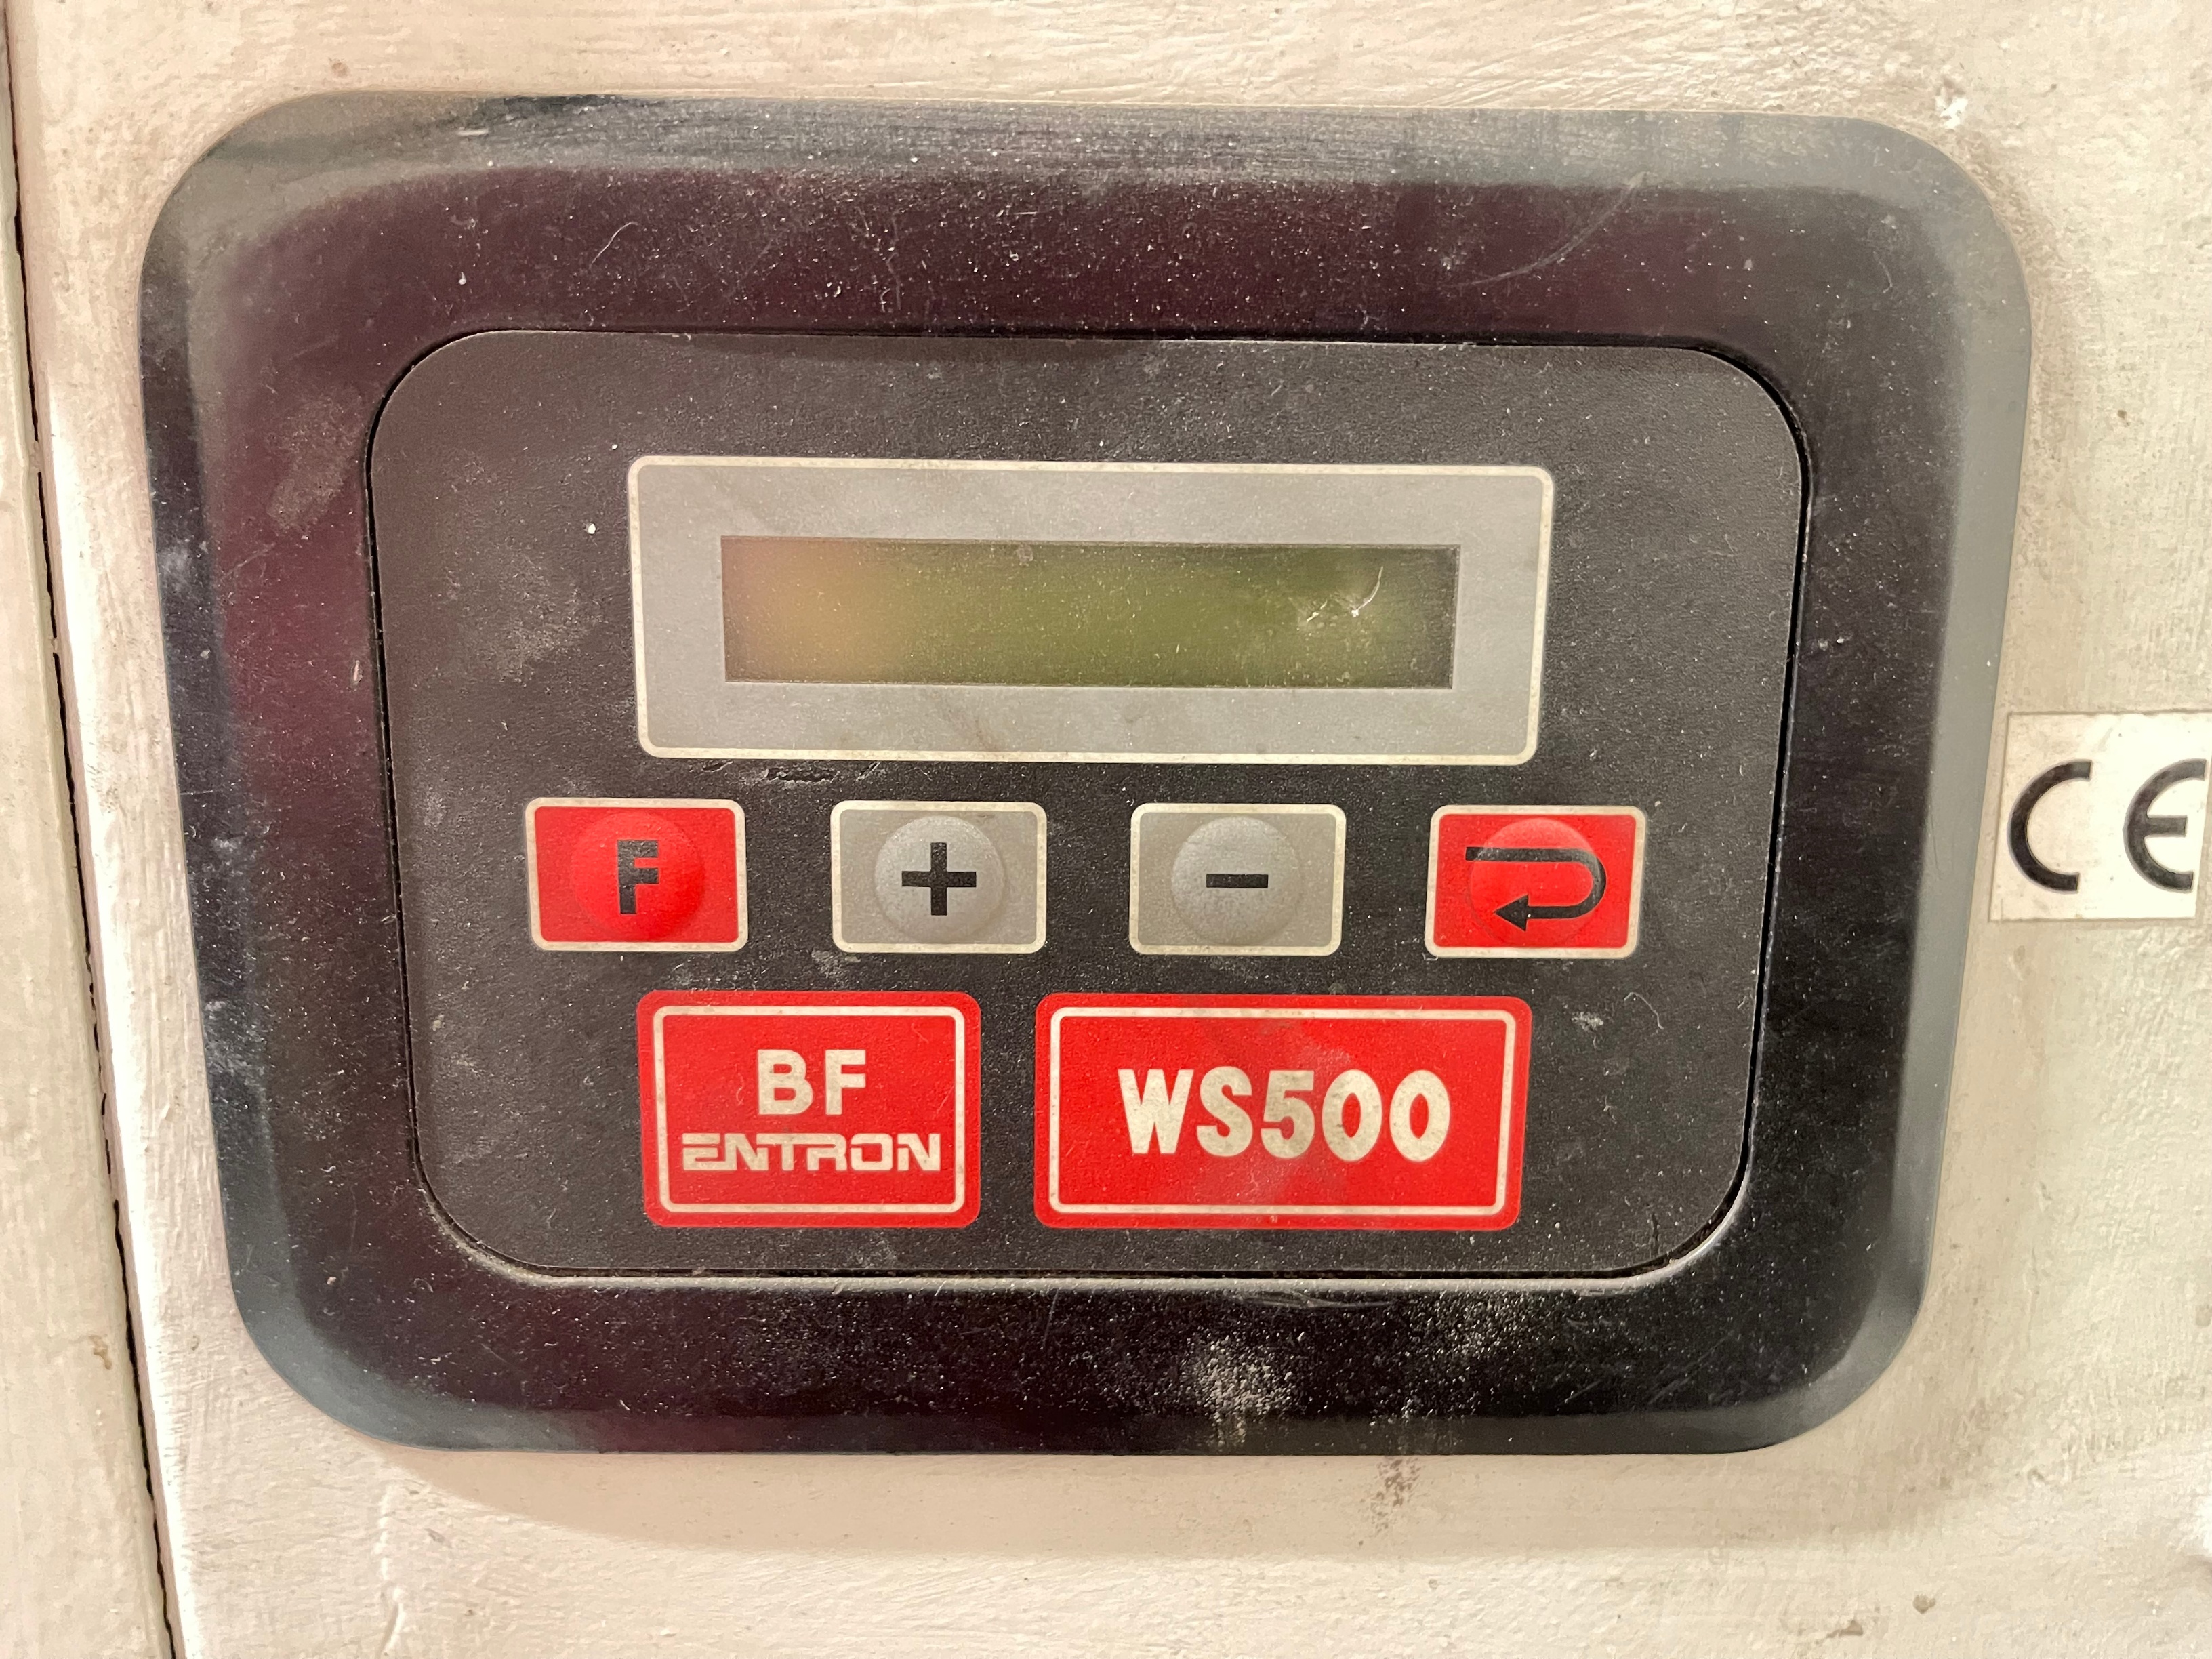 F + -
CE
BF
ENTRON
WS500